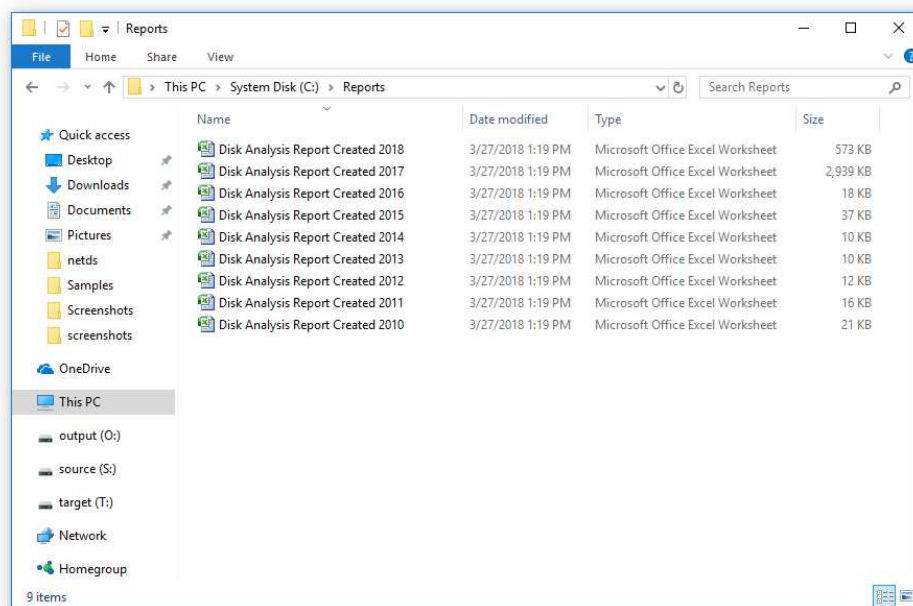 Reports
File Home Share View
This PC > System Disk (C:) > Reports Search Reports
Name Date modified Type Size
Quick access
Desktop
Downloads
Documents
Pictures
netds
Samples
Screenshots
screenshots
OneDrive
This PC
output (O:)
source (S:)
target (T:)
Network
Homegroup
Disk Analysis Report Created 2018 3/27/2018 1:19 PM Microsoft Office Excel Worksheet 573 KB
Disk Analysis Report Created 2017 3/27/2018 1:19 PM Microsoft Office Excel Worksheet 2,939 KB
Disk Analysis Report Created 2016 3/27/2018 1:19 PM Microsoft Office Excel Worksheet 18 KB
Disk Analysis Report Created 2015 3/27/2018 1:19 PM Microsoft Office Excel Worksheet 37 KB
Disk Analysis Report Created 2014 3/27/2018 1:19 PM Microsoft Office Excel Worksheet 10 KB
Disk Analysis Report Created 2013 3/27/2018 1:19 PM Microsoft Office Excel Worksheet 10 KB
Disk Analysis Report Created 2012 3/27/2018 1:19 PM Microsoft Office Excel Worksheet 12 KB
Disk Analysis Report Created 2011 3/27/2018 1:19 PM Microsoft Office Excel Worksheet 16 KB
Disk Analysis Report Created 2010 3/27/2018 1:19 PM Microsoft Office Excel Worksheet 21 KB
9 items